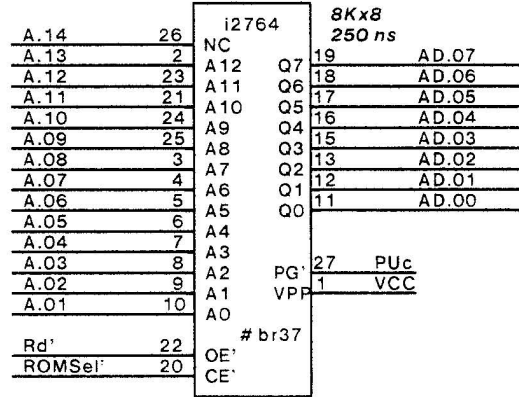 i2764 8Kx8
250 ns
A.14 26 NC
A.13 2 A12 Q7 19 AD.07
A.12 23 A11 Q6 18 AD.06
A.11 21 A10 Q5 17 AD.05
A.10 24 A9 Q4 16 AD.04
A.09 25 A8 Q3 15 AD.03
A.08 3 A7 Q2 13 AD.02
A.07 4 A6 Q1 12 AD.01
A.06 5 A5 Q0 11 AD.00
A.05 6 A4
A.04 7 A3
A.03 8 A2 PG' 27 PUc
A.02 9 A1 VPP 1 VCC
A.01 10 A0
# br37
Rd' 22 OE'
ROMSel' 20 CE'